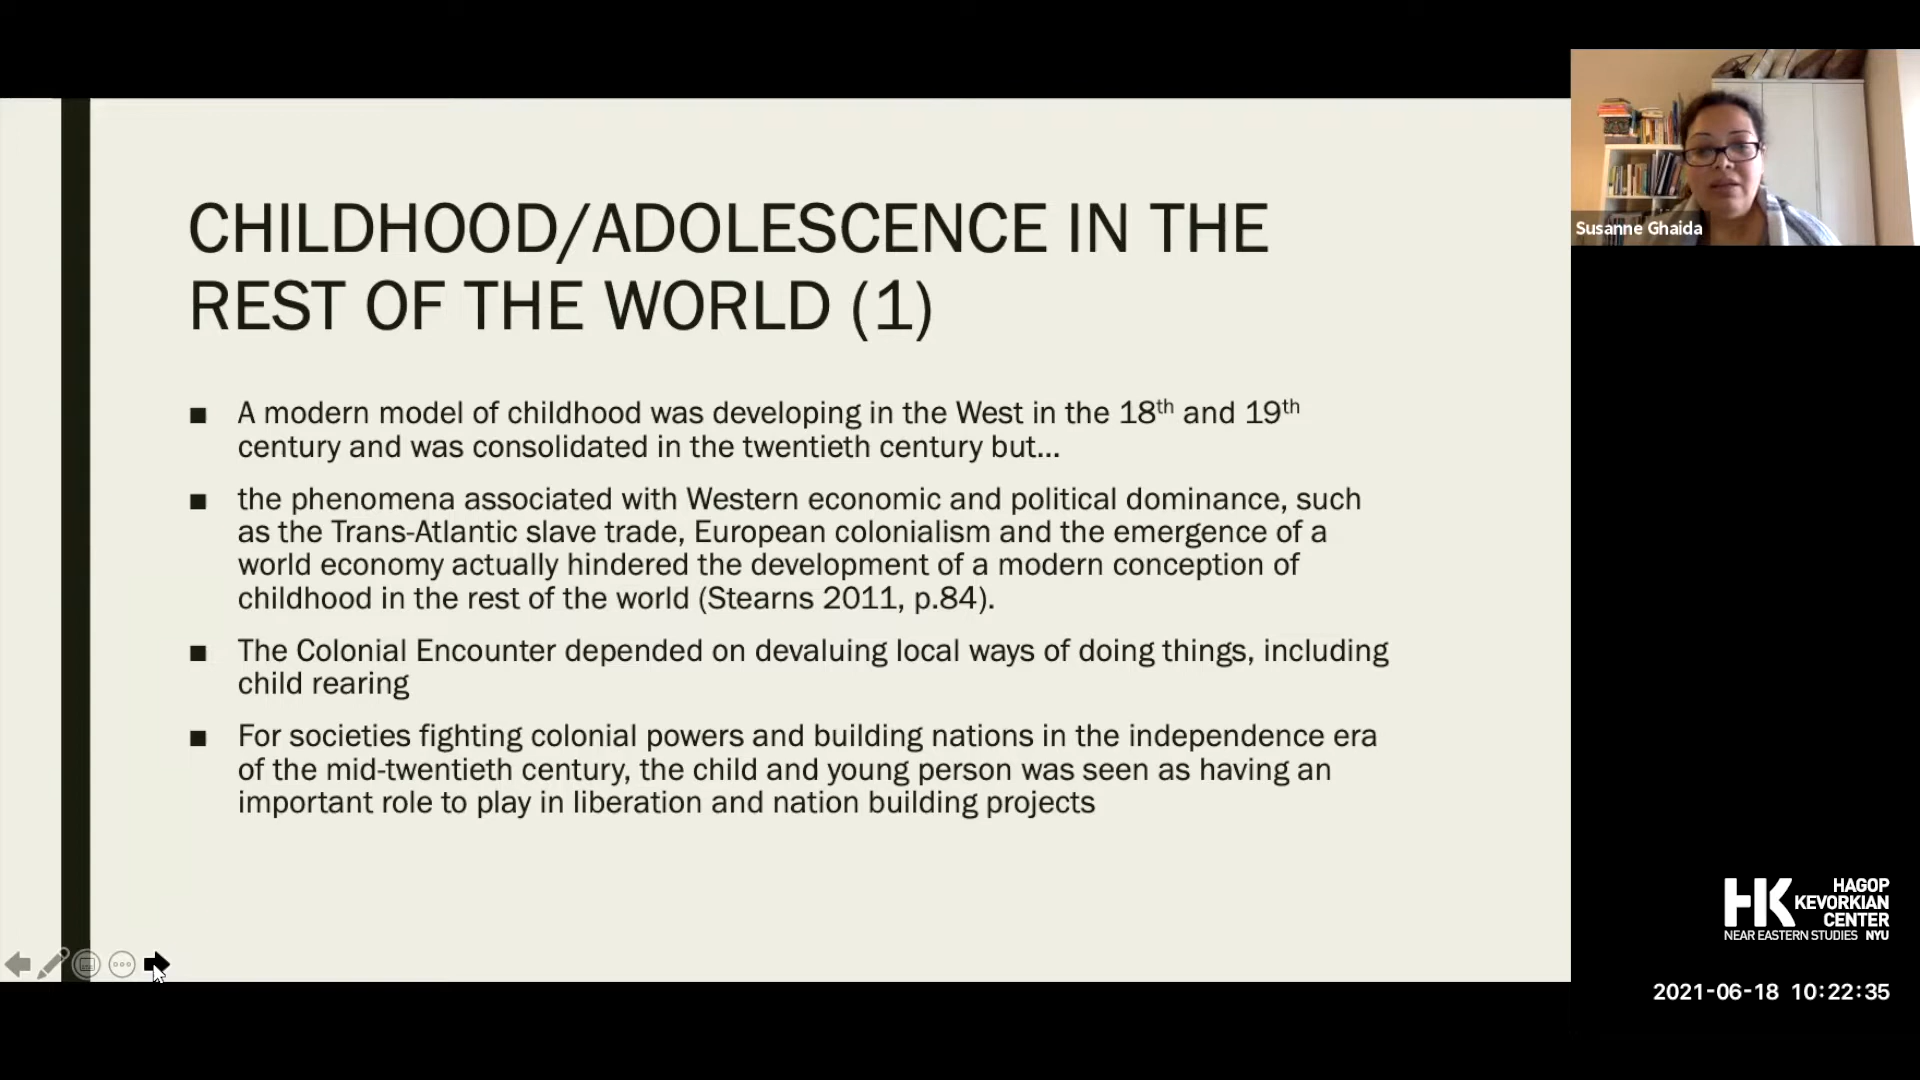 CHILDHOOD/ADOLESCENCE IN THE
REST OF THE WORLD (1)
■ A modern model of childhood was developing in the West in the 18th and 19th
century and was consolidated in the twentieth century but...
■ the phenomena associated with Western economic and political dominance, such
as the Trans-Atlantic slave trade, European colonialism and the emergence of a
world economy actually hindered the development of a modern conception of
childhood in the rest of the world (Stearns 2011, p.84).
■ The Colonial Encounter depended on devaluing local ways of doing things, including
child rearing
■ For societies fighting colonial powers and building nations in the independence era
of the mid-twentieth century, the child and young person was seen as having an
important role to play in liberation and nation building projects
Susanne Ghaida
HK
HAGOP
KEVORKIAN
CENTER
NEAR EASTERN STUDIES NYU
2021-06-18 10:22:35